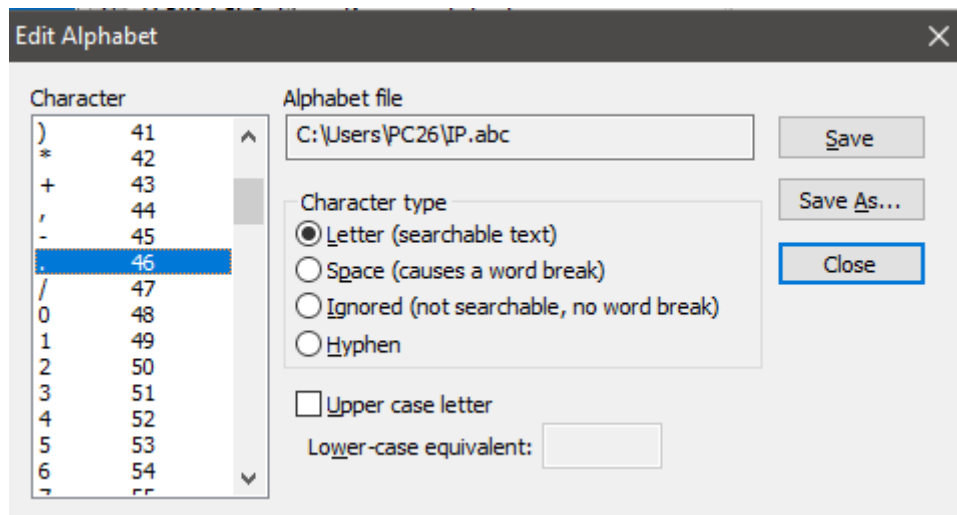 Edit Alphabet
Character
) 41
* 42
+ 43
, 44
- 45
. 46
/ 47
0 48
1 49
2 50
3 51
4 52
5 53
6 54
Alphabet file
C:\Users\PC26\IP.abc
Character type
Letter (searchable text)
Space (causes a word break)
Ignored (not searchable, no word break)
Hyphen
Upper case letter
Lower-case equivalent:
Save
Save As...
Close